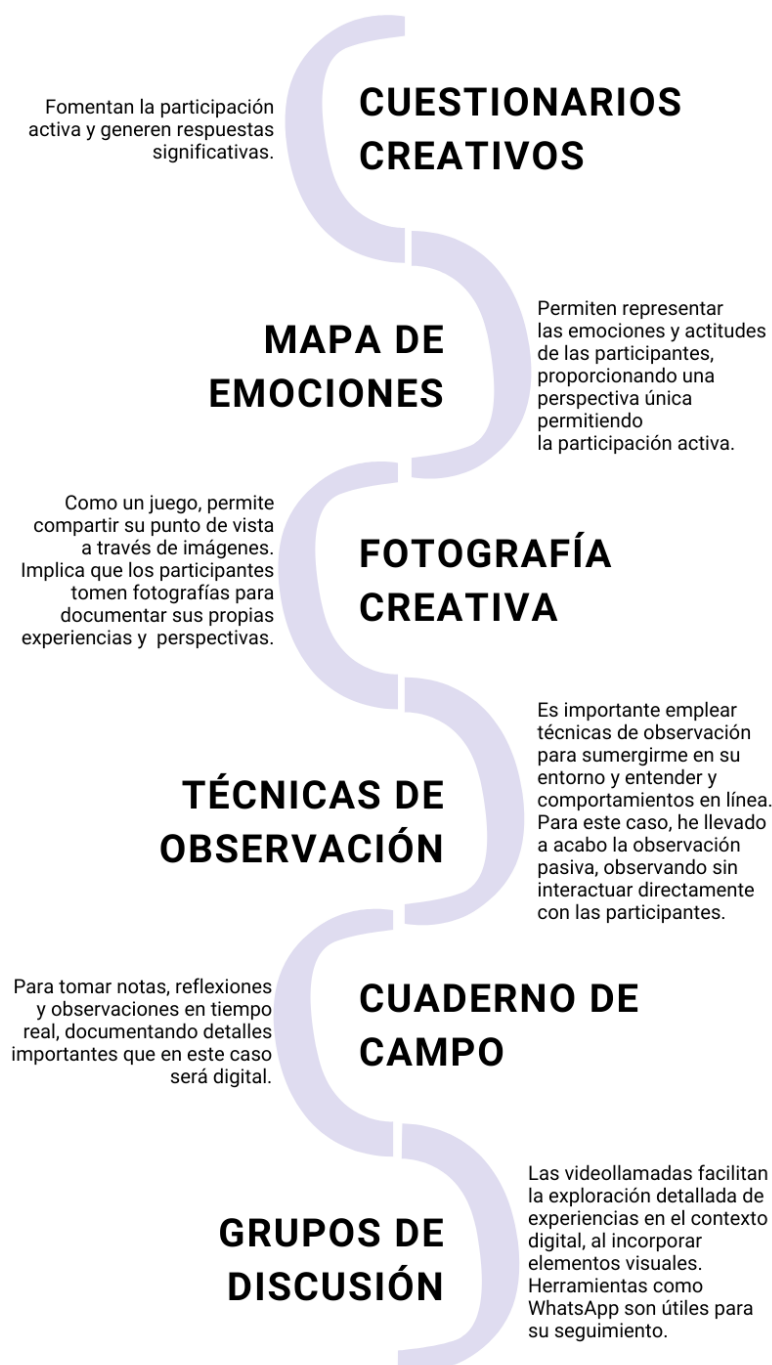 CUESTIONARIOS
CREATIVOS
Fomentan la participación
activa y generen respuestas
significativas.
MAPA DE
EMOCIONES
Permiten representar
las emociones y actitudes
de las participantes,
proporcionando una
perspectiva única
permitiendo
la participación activa.
FOTOGRAFÍA
CREATIVA
Como un juego, permite
compartir su punto de vista
a través de imágenes.
Implica que los participantes
tomen fotografías para
documentar sus propias
experiencias y perspectivas.
TÉCNICAS DE
OBSERVACIÓN
Es importante emplear
técnicas de observación
para sumergirme en su
entorno y entender y
comportamientos en línea.
Para este caso, he llevado
a acabo la observación
pasiva, observando sin
interactuar directamente
con las participantes.
CUADERNO DE
CAMPO
Para tomar notas, reflexiones
y observaciones en tiempo
real, documentando detalles
importantes que en este caso
será digital.
GRUPOS DE
DISCUSIÓN
Las videollamadas facilitan
la exploración detallada de
experiencias en el contexto
digital, al incorporar
elementos visuales.
Herramientas como
WhatsApp son útiles para
su seguimiento.